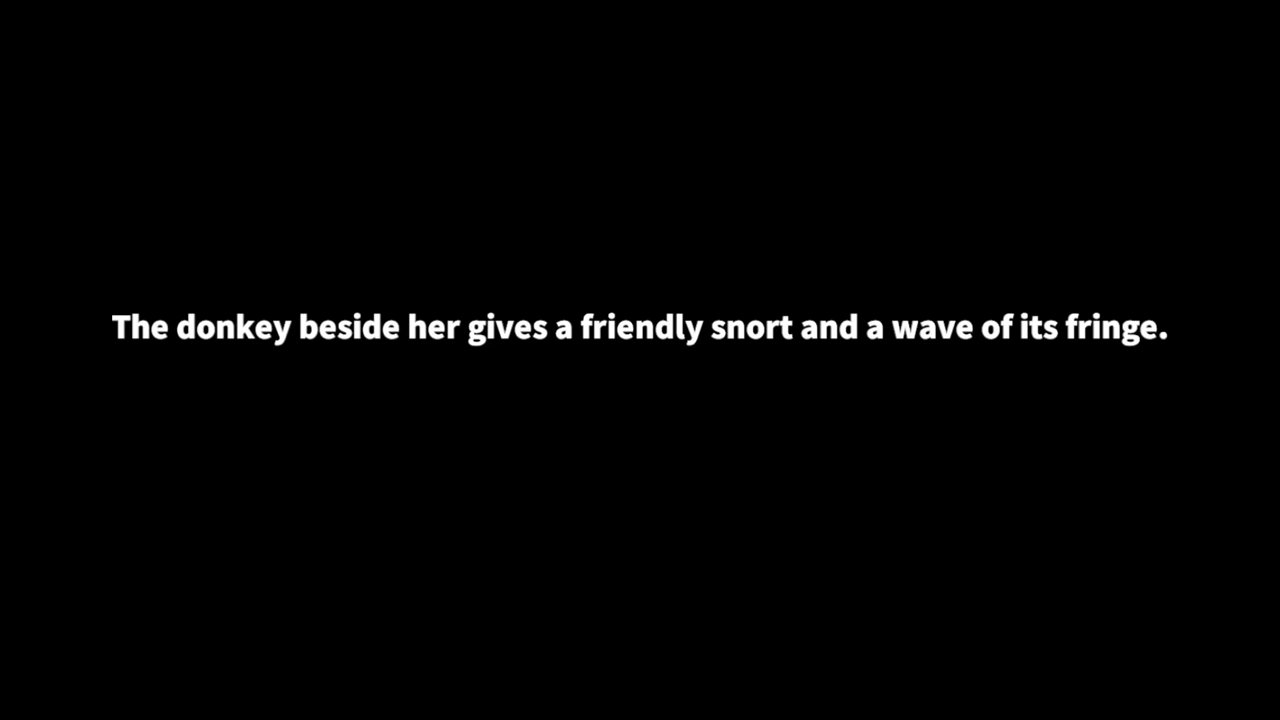 The donkey beside her gives a friendly snort and a wave of its fringe.